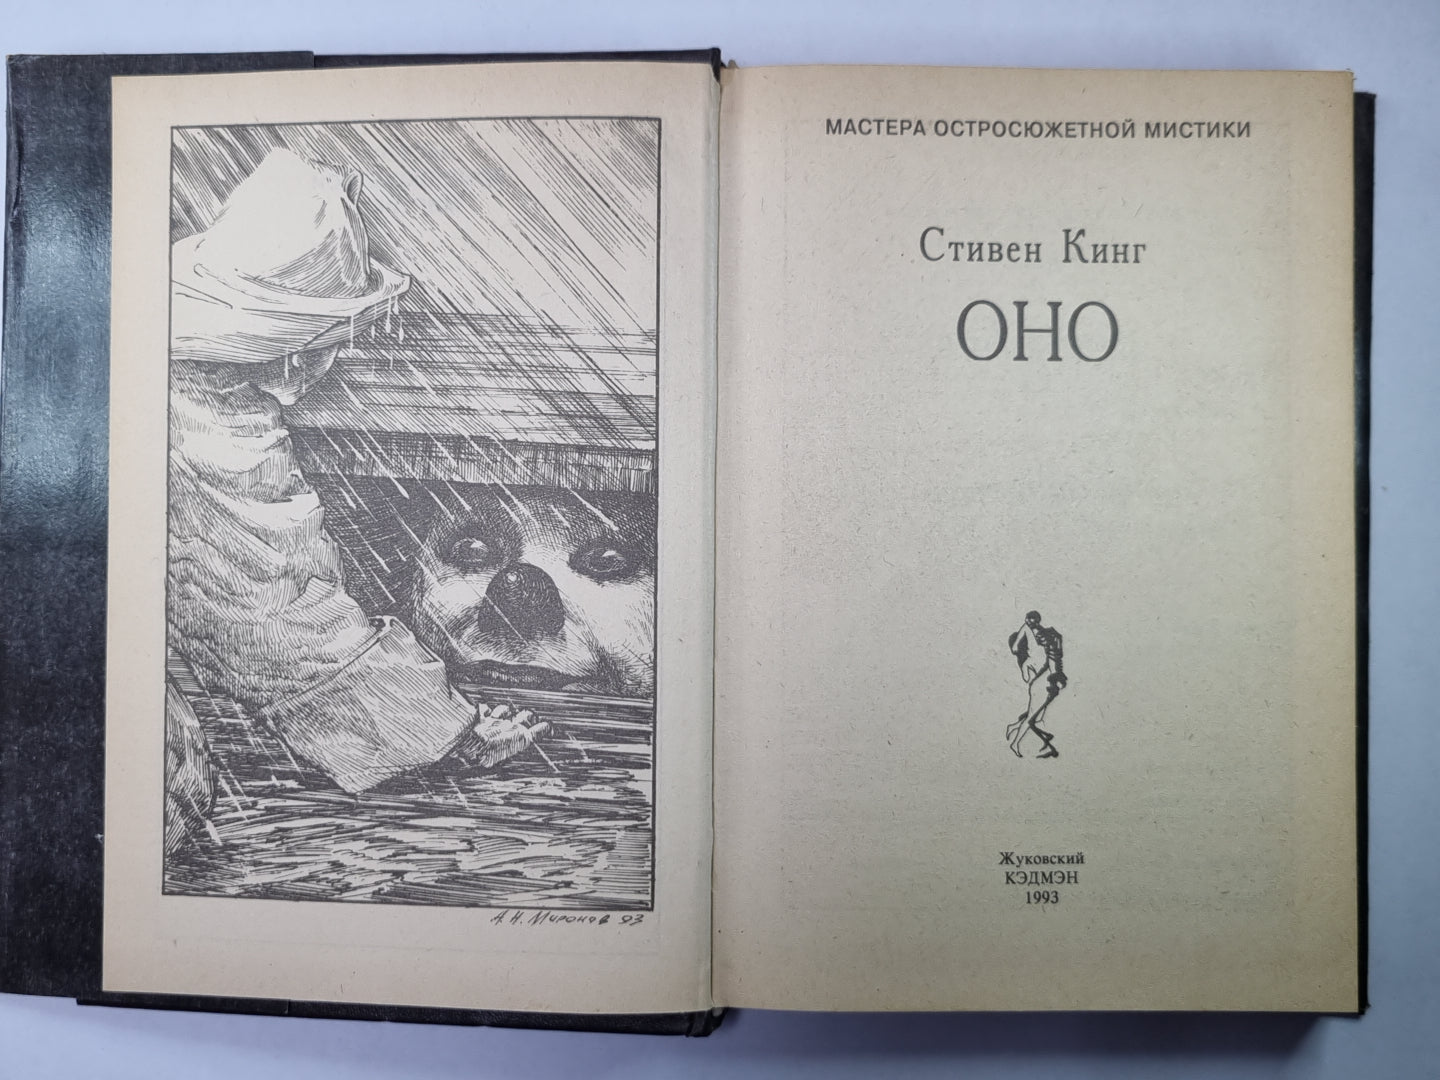 А. Н. Миронов 93
МАСТЕРА ОСТРОСЮЖЕТНОЙ МИСТИКИ
Стивен Кинг
ОНО
Жуковский
КЭДМЭН
1993